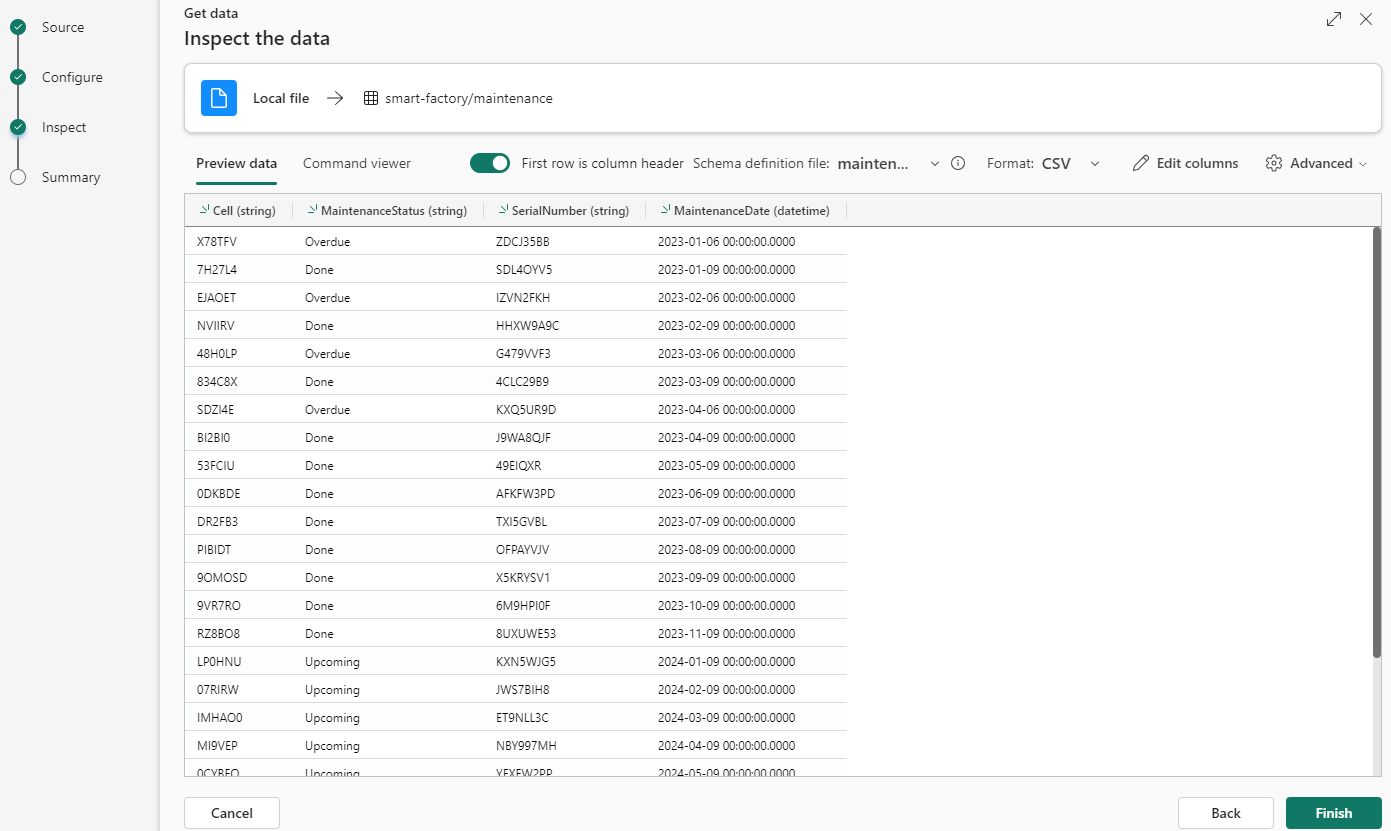 Source
Configure
Inspect
Summary
Get data
Inspect the data
Local file smart-factory/maintenance
Preview data Command viewer First row is column header Schema definition file: mainten... Format: CSV Edit columns Advanced
Cell (string) MaintenanceStatus (string) SerialNumber (string) MaintenanceDate (datetime)
X78TFV Overdue ZDCJ35BB 2023-01-06 00:00:00.0000
7H27L4 Done SDL4OYV5 2023-01-09 00:00:00.0000
EJAOET Overdue IZVN2FKH 2023-02-06 00:00:00.0000
NVIIRV Done HHXW9A9C 2023-02-09 00:00:00.0000
48H0LP Overdue G479VVF3 2023-03-06 00:00:00.0000
834C8X Done 4CLC29B9 2023-03-09 00:00:00.0000
SDZI4E Overdue KXQ5UR9D 2023-04-06 00:00:00.0000
BI2BI0 Done J9WA8QJF 2023-04-09 00:00:00.0000
53FCIU Done 49EIQXR 2023-05-09 00:00:00.0000
0DKBDE Done AFKFW3PD 2023-06-09 00:00:00.0000
DR2FB3 Done TXI5GVBL 2023-07-09 00:00:00.0000
PIBIDT Done OFPAYVJV 2023-08-09 00:00:00.0000
9OMOSD Done X5KRYSV1 2023-09-09 00:00:00.0000
9VR7RO Done 6M9HPI0F 2023-10-09 00:00:00.0000
RZ8BO8 Done 8UXUWE53 2023-11-09 00:00:00.0000
LP0HNU Upcoming KXN5WJG5 2024-01-09 00:00:00.0000
07RIRW Upcoming JWS7BIH8 2024-02-09 00:00:00.0000
IMHAO0 Upcoming ET9NLL3C 2024-03-09 00:00:00.0000
MI9VEP Upcoming NBY997MH 2024-04-09 00:00:00.0000
Upcoming 2024-05-09 00:00:00.0000
Cancel Back Finish